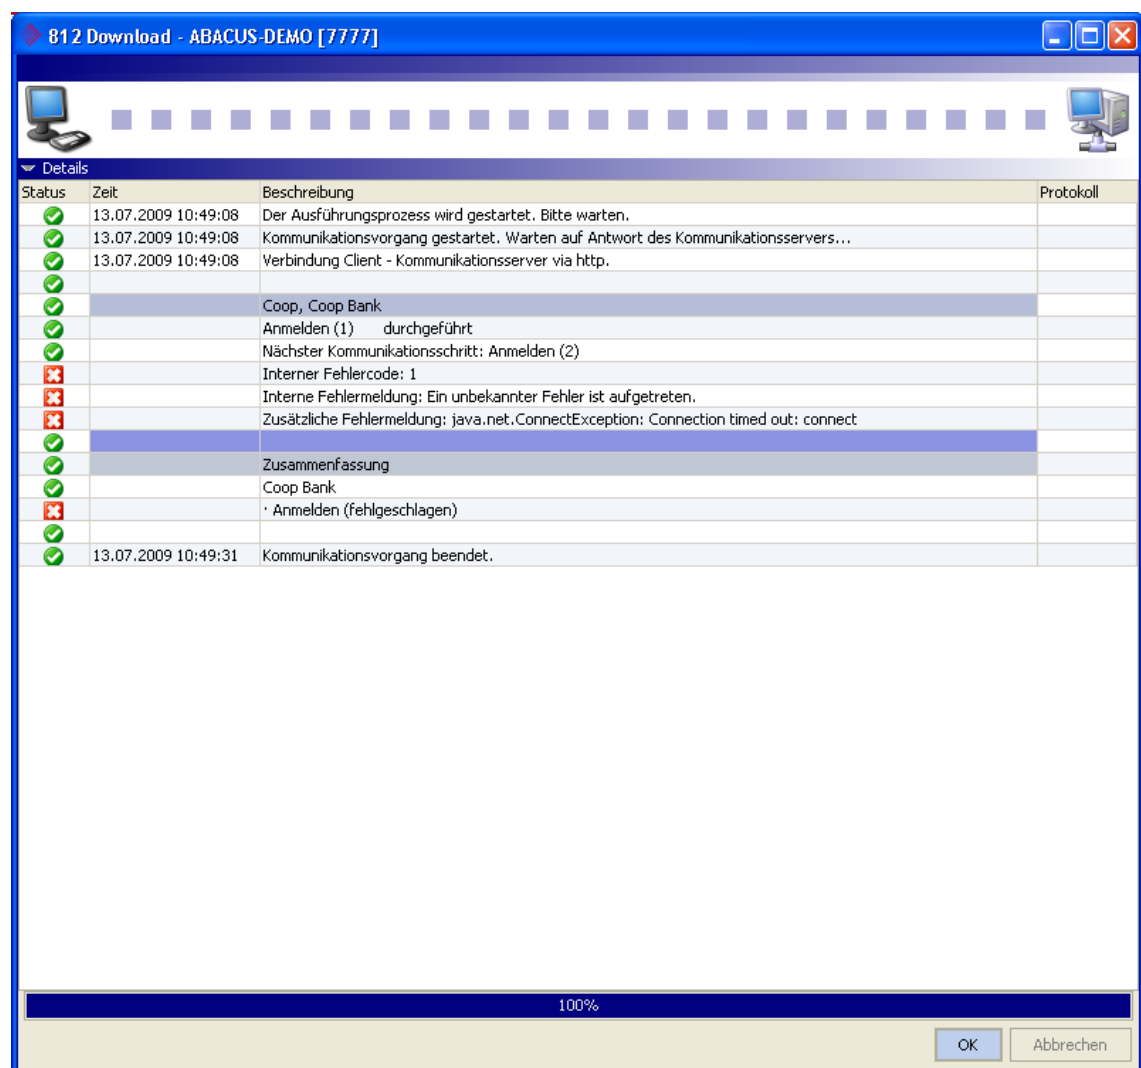 812 Download - ABACUS-DEMO [7777]
Details
Status Zeit Beschreibung Protokoll
13.07.2009 10:49:08 Der Ausführungsprozess wird gestartet. Bitte warten.
13.07.2009 10:49:08 Kommunikationsvorgang gestartet. Warten auf Antwort des Kommunikationsservers...
13.07.2009 10:49:08 Verbindung Client - Kommunikationsserver via http.
Coop, Coop Bank
Anmelden (1) durchgeführt
Nächster Kommunikationsschritt: Anmelden (2)
Interner Fehlercode: 1
Interne Fehlermeldung: Ein unbekannter Fehler ist aufgetreten.
Zusätzliche Fehlermeldung: java.net.ConnectException: Connection timed out: connect
Zusammenfassung
Coop Bank
· Anmelden (fehlgeschlagen)
13.07.2009 10:49:31 Kommunikationsvorgang beendet.
100%
OK Abbrechen